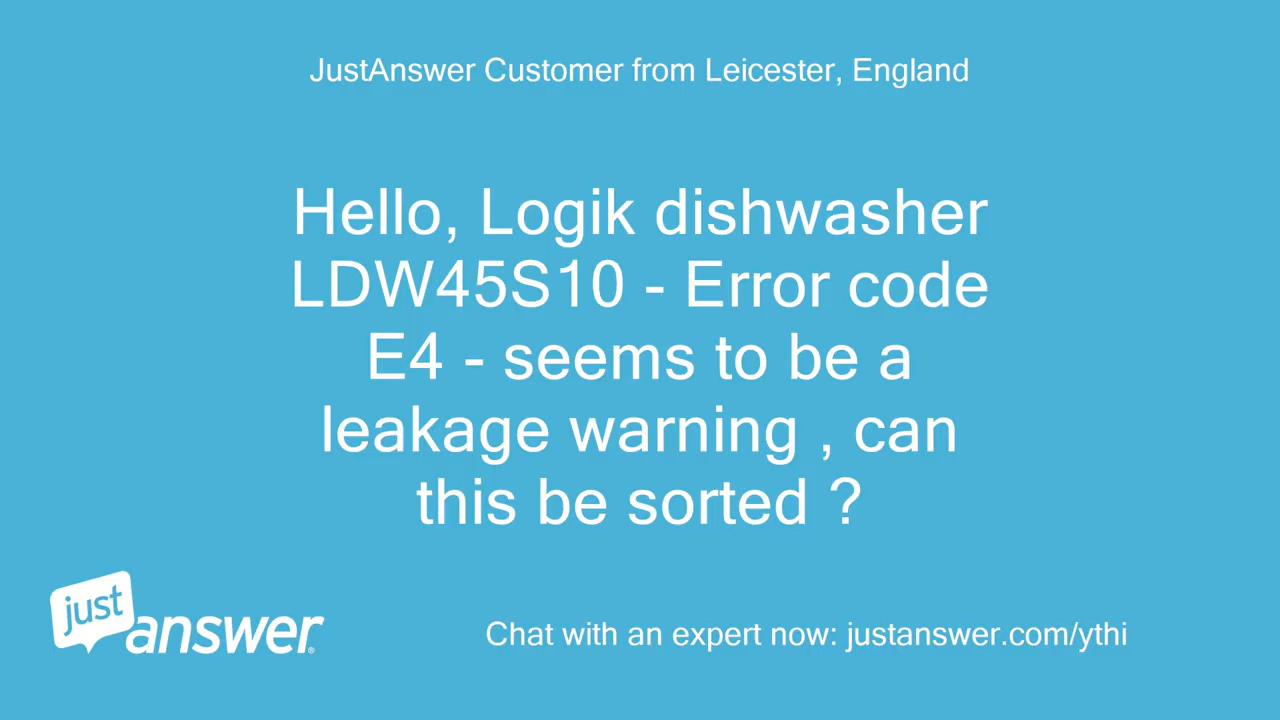 JustAnswer Customer from Leicester, England
Hello, Logik dishwasher
LDW45S10 - Error code
E4 - seems to be a
leakage warning , can
this be sorted ?
just
answer®
Chat with an expert now: justanswer.com/ythi